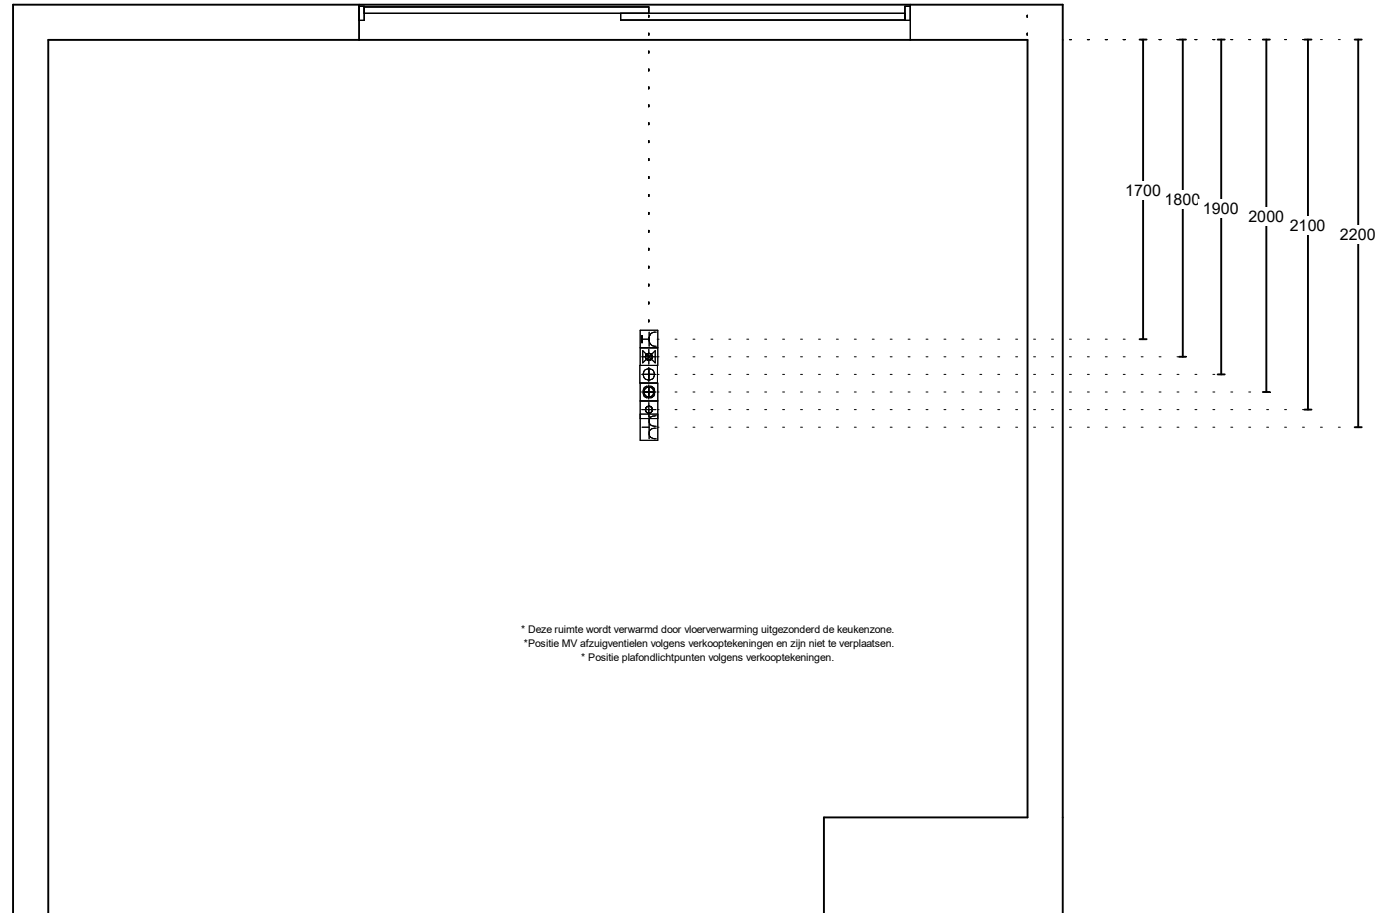 1700
1800
1900
2000
2100
2200
* Deze ruimte wordt verwarmd door vloerverwarming uitgezonderd de keukenzone.
*Positie MV afzuigventielen volgens verkooptekeningen en zijn niet te verplaatsen.
* Positie plafondlichtpunten volgens verkooptekeningen.